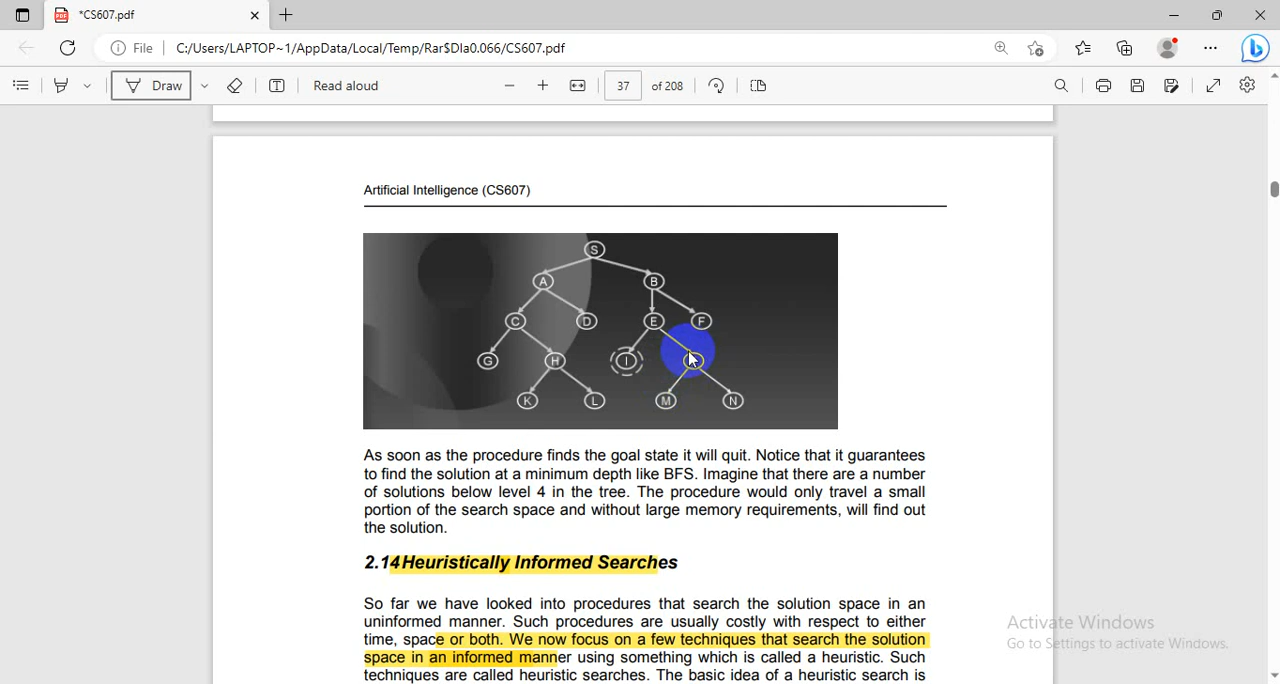 *CS607.pdf
File C:/Users/LAPTOP~1/AppData/Local/Temp/Rar$DIa0.066/CS607.pdf
Draw Read aloud 37 of 208
Artificial Intelligence (CS607)
S
A B
C D E F
G H I
K L M N
As soon as the procedure finds the goal state it will quit. Notice that it guarantees
to find the solution at a minimum depth like BFS. Imagine that there are a number
of solutions below level 4 in the tree. The procedure would only travel a small
portion of the search space and without large memory requirements, will find out
the solution.
2.14Heuristically Informed Searches
So far we have looked into procedures that search the solution space in an
uninformed manner. Such procedures are usually costly with respect to either
time, space or both. We now focus on a few techniques that search the solution
space in an informed manner using something which is called a heuristic. Such
techniques are called heuristic searches. The basic idea of a heuristic search is
Activate Windows
Go to Settings to activate Windows.